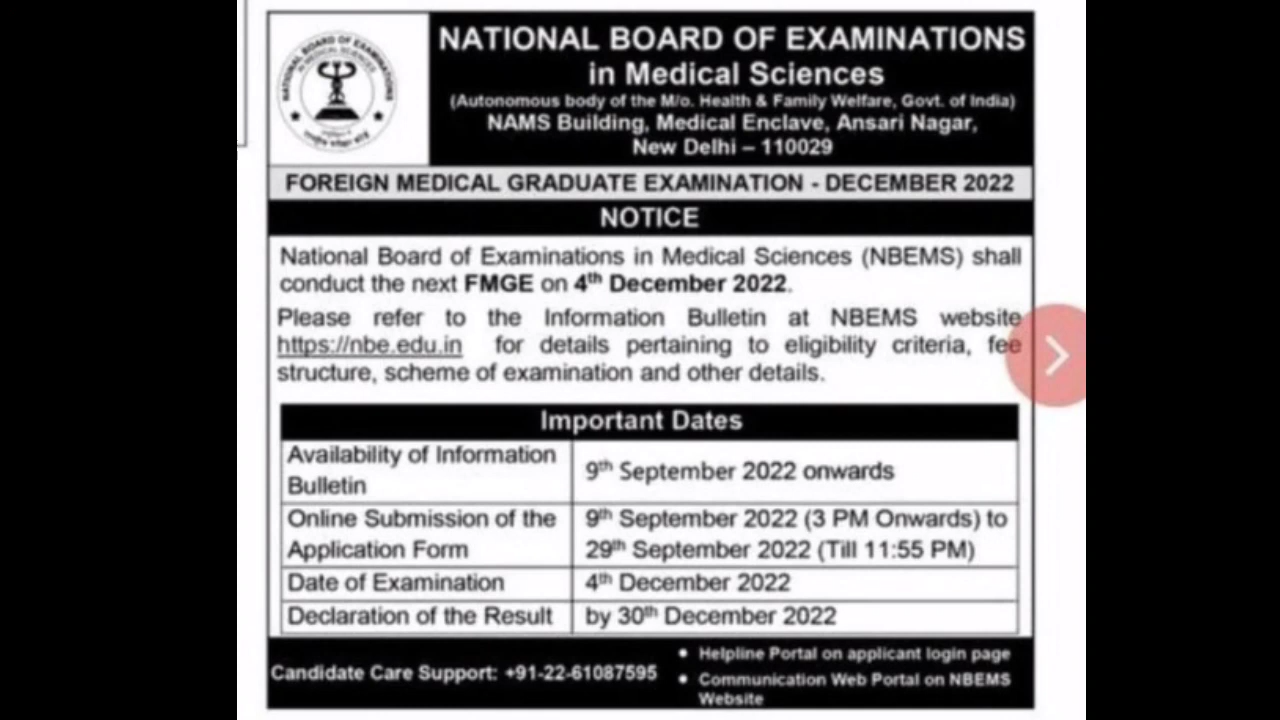 NATIONAL BOARD OF EXAMINATIONS
in Medical Sciences
(Autonomous body of the M/o. Health & Family Welfare, Govt. of India)
NAMS Building, Medical Enclave, Ansari Nagar,
New Delhi – 110029
NATIONAL BOARD OF EXAMINATIONS
IN MEDICAL SCIENCES
FOREIGN MEDICAL GRADUATE EXAMINATION - DECEMBER 2022
NOTICE
National Board of Examinations in Medical Sciences (NBEMS) shall
conduct the next FMGE on 4th December 2022.
Please refer to the Information Bulletin at NBEMS website
https://nbe.edu.in for details pertaining to eligibility criteria, fee
structure, scheme of examination and other details.
Important Dates
Availability of Information
Bulletin
9th September 2022 onwards
Online Submission of the
Application Form
9th September 2022 (3 PM Onwards) to
29th September 2022 (Till 11:55 PM)
Date of Examination
4th December 2022
Declaration of the Result
by 30th December 2022
Candidate Care Support: +91-22-61087595
• Helpline Portal on applicant login page
• Communication Web Portal on NBEMS
Website